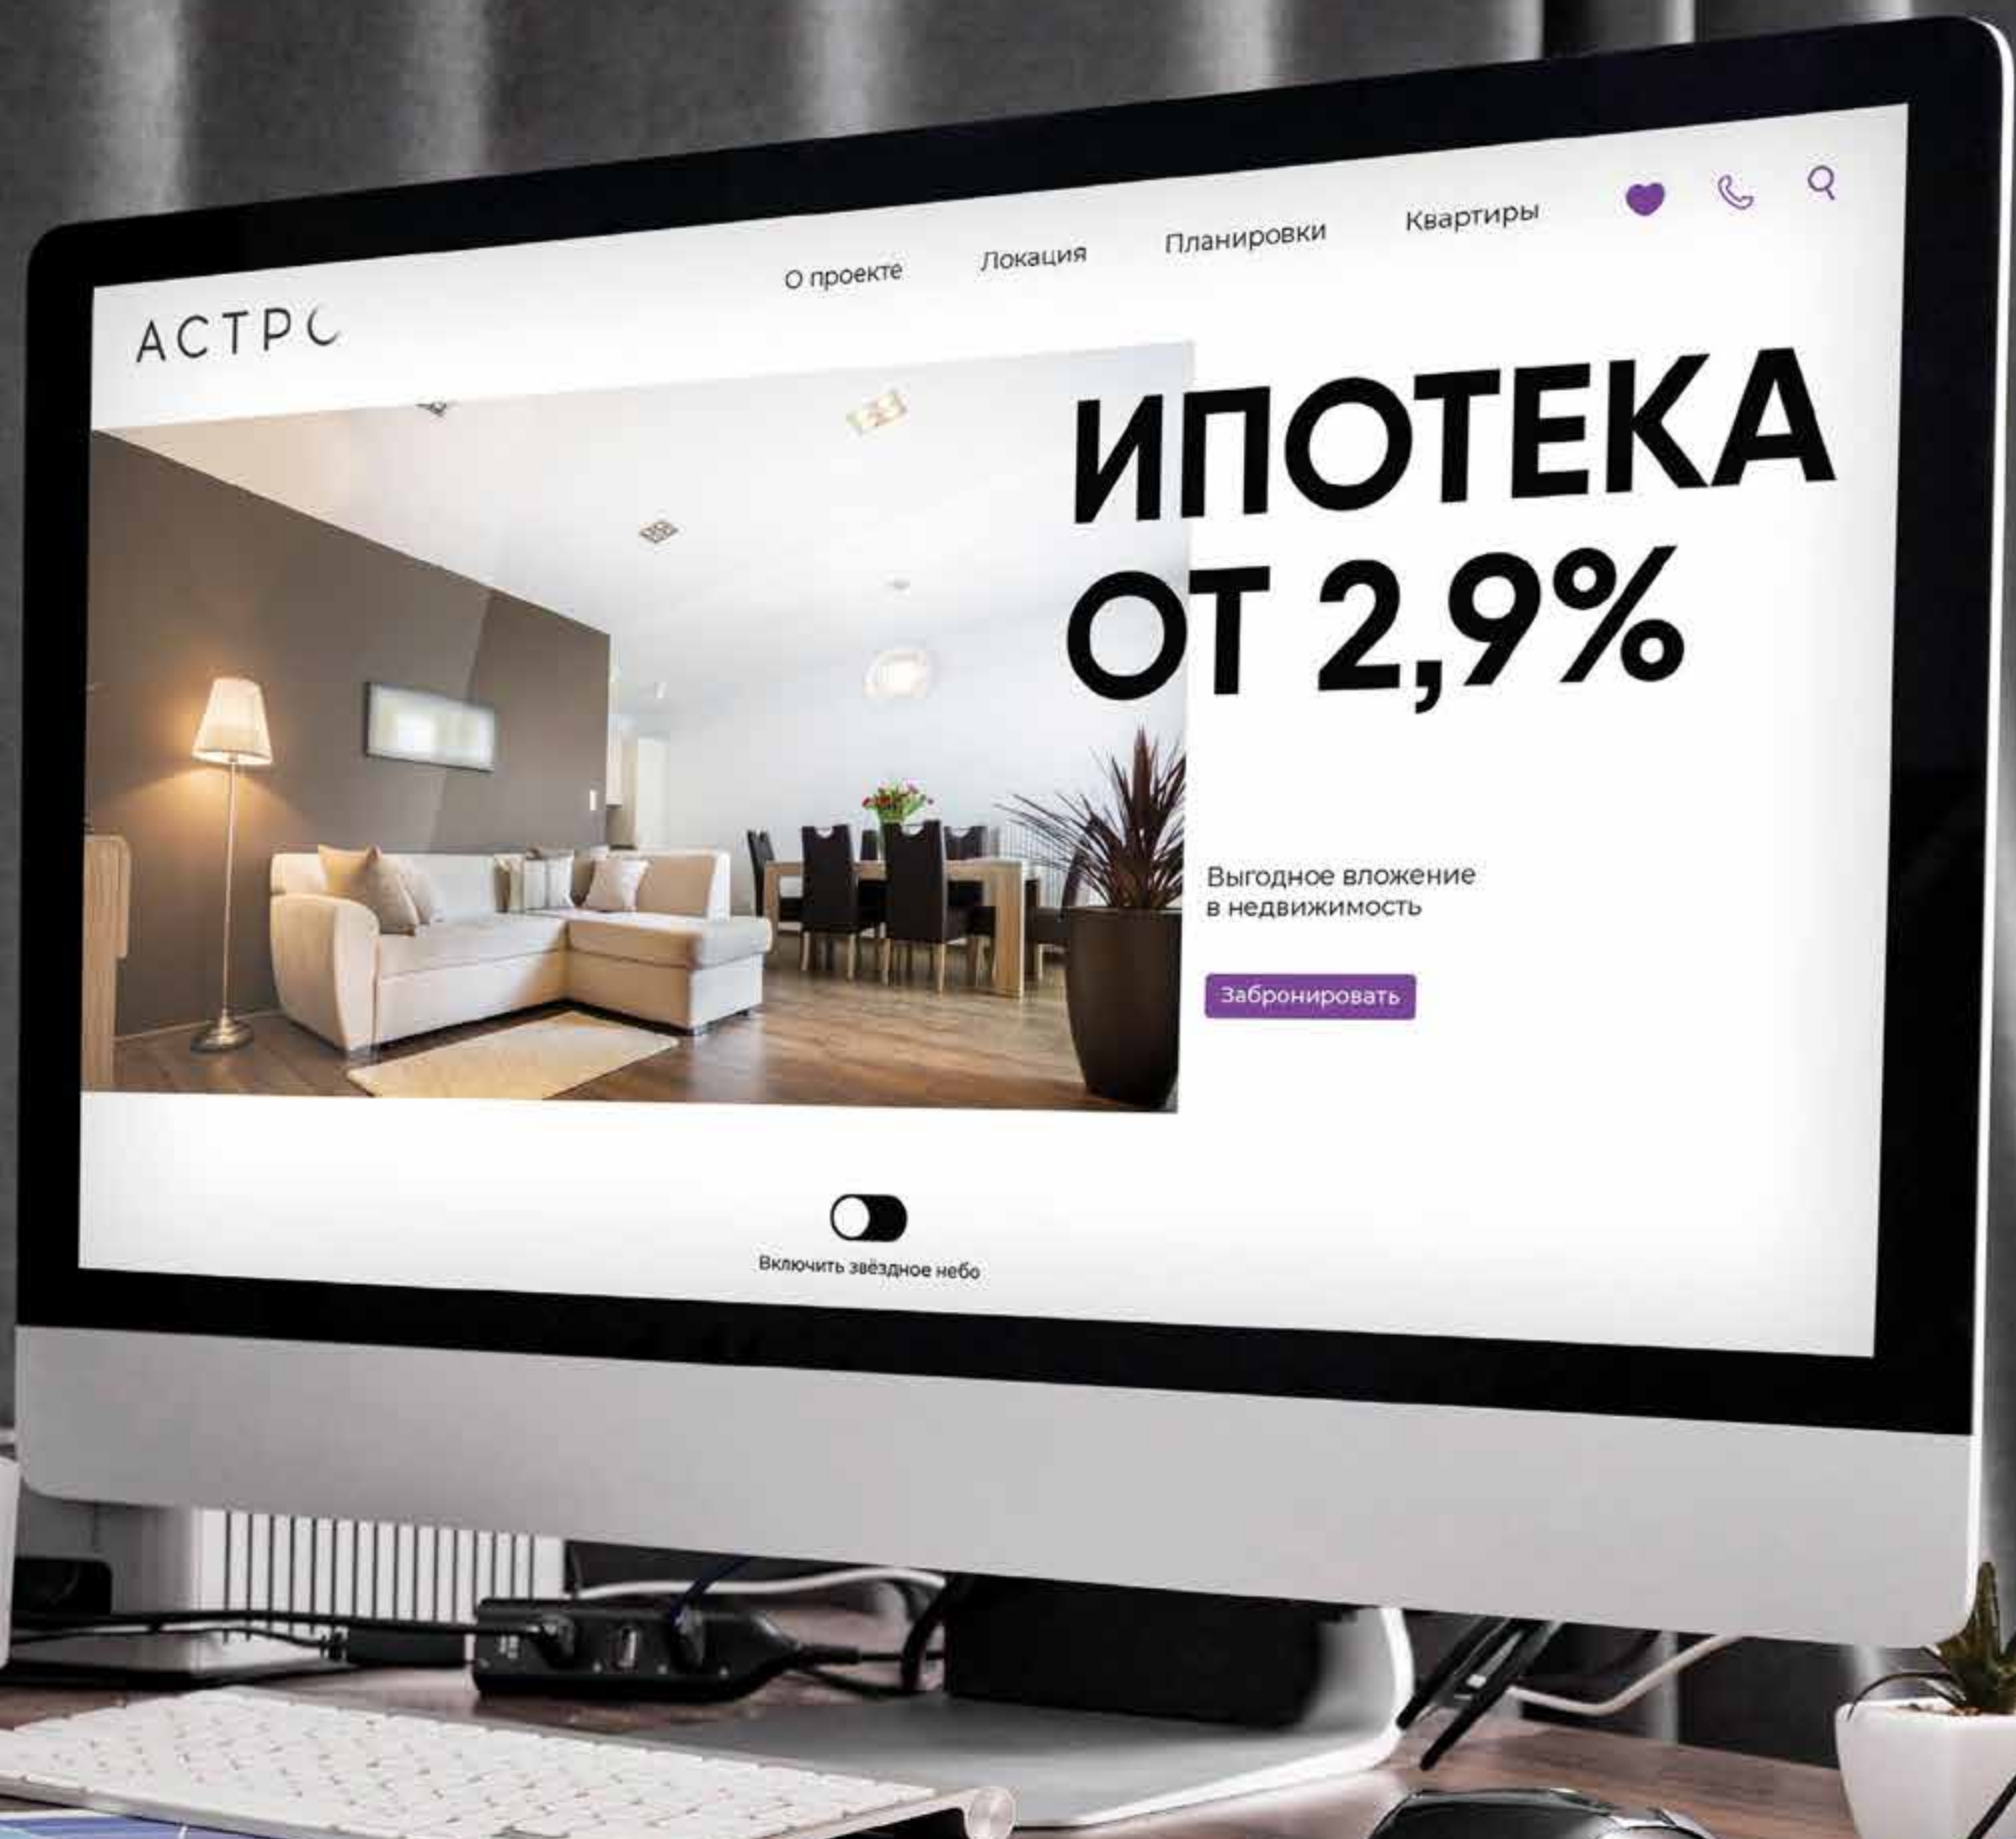 О проекте
Локация
Планировки
Квартиры
АСТРО
ИПОТЕКА
ОТ 2,9%
Выгодное вложение
в недвижимость
Забронировать
Включить звёздное небо